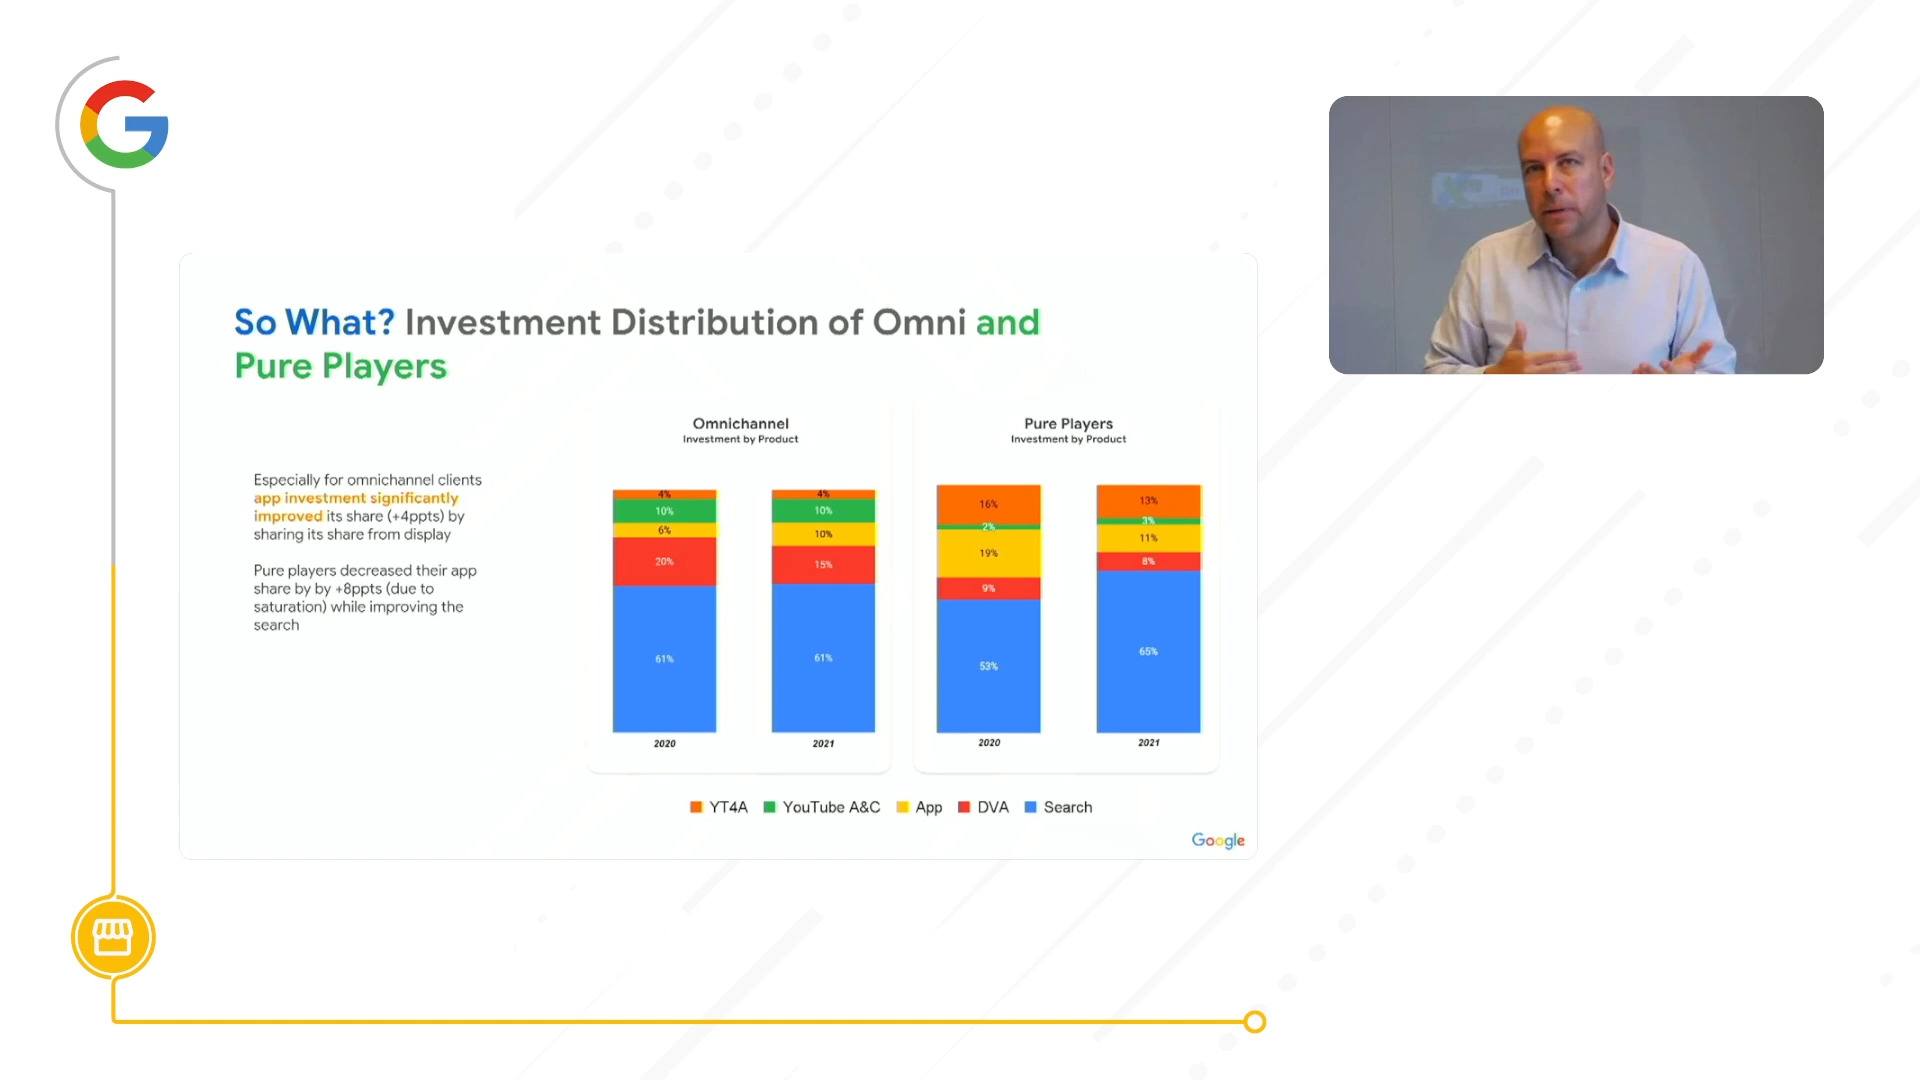 So What? Investment Distribution of Omni and
Pure Players
Especially for omnichannel clients
app investment significantly
improved its share (+4ppts) by
sharing its share from display
Pure players decreased their app
share by by +8ppts (due to
saturation) while improving the
search
Omnichannel
Investment by Product
4%
10%
6%
20%
61%
2020
4%
10%
10%
15%
61%
2021
Pure Players
Investment by Product
16%
2%
19%
9%
53%
2020
13%
3%
11%
8%
65%
2021
YT4A YouTube A&C App DVA Search
Google